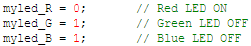 myled_R = 0;        // Red LED ON
myled_G = 1;        // Green LED OFF
myled_B = 1;        // Blue LED OFF